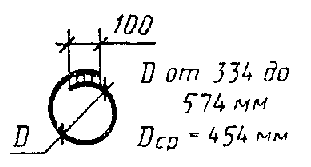 100
D от 334 до
574 мм
D
Dср = 454 мм